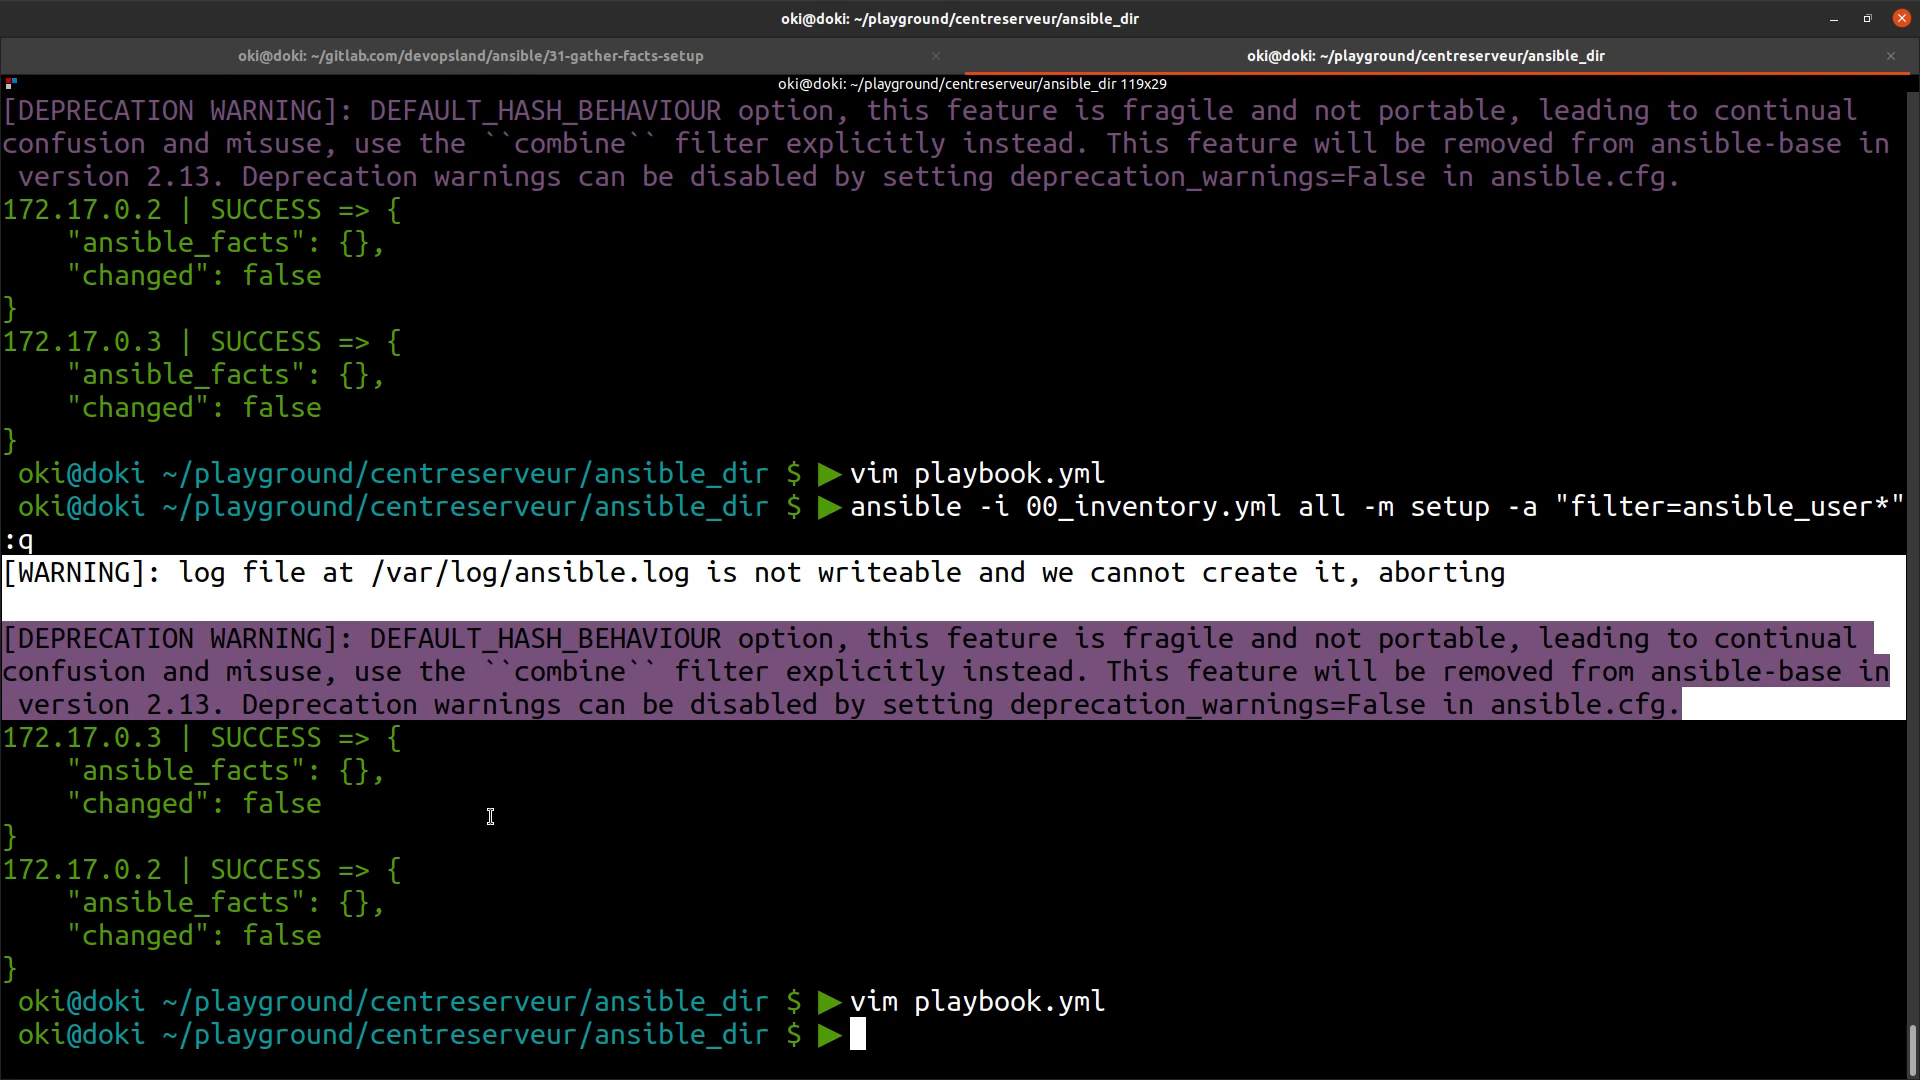 oki@doki: ~/playground/centreserveur/ansible_dir
oki@doki: ~/gitlab.com/devopsland/ansible/31-gather-facts-setup
oki@doki: ~/playground/centreserveur/ansible_dir
oki@doki: ~/playground/centreserveur/ansible_dir 119x29
[DEPRECATION WARNING]: DEFAULT_HASH_BEHAVIOUR option, this feature is fragile and not portable, leading to continual
confusion and misuse, use the ``combine`` filter explicitly instead. This feature will be removed from ansible-base in
 version 2.13. Deprecation warnings can be disabled by setting deprecation_warnings=False in ansible.cfg.
172.17.0.2 | SUCCESS => {
    "ansible_facts": {},
    "changed": false
}
172.17.0.3 | SUCCESS => {
    "ansible_facts": {},
    "changed": false
}
oki@doki ~/playground/centreserveur/ansible_dir $ ▶vim playbook.yml
oki@doki ~/playground/centreserveur/ansible_dir $ ▶ansible -i 00_inventory.yml all -m setup -a "filter=ansible_user*"
:q
[WARNING]: log file at /var/log/ansible.log is not writeable and we cannot create it, aborting
[DEPRECATION WARNING]: DEFAULT_HASH_BEHAVIOUR option, this feature is fragile and not portable, leading to continual
confusion and misuse, use the ``combine`` filter explicitly instead. This feature will be removed from ansible-base in
 version 2.13. Deprecation warnings can be disabled by setting deprecation_warnings=False in ansible.cfg.
172.17.0.3 | SUCCESS => {
    "ansible_facts": {},
    "changed": false
}
172.17.0.2 | SUCCESS => {
    "ansible_facts": {},
    "changed": false
}
oki@doki ~/playground/centreserveur/ansible_dir $ ▶vim playbook.yml
oki@doki ~/playground/centreserveur/ansible_dir $ ▶